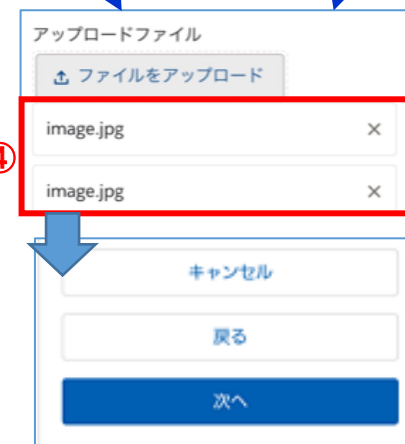 アップロードファイル
ファイルをアップロード
image.jpg ×
④
image.jpg ×
キャンセル
戻る
次へ